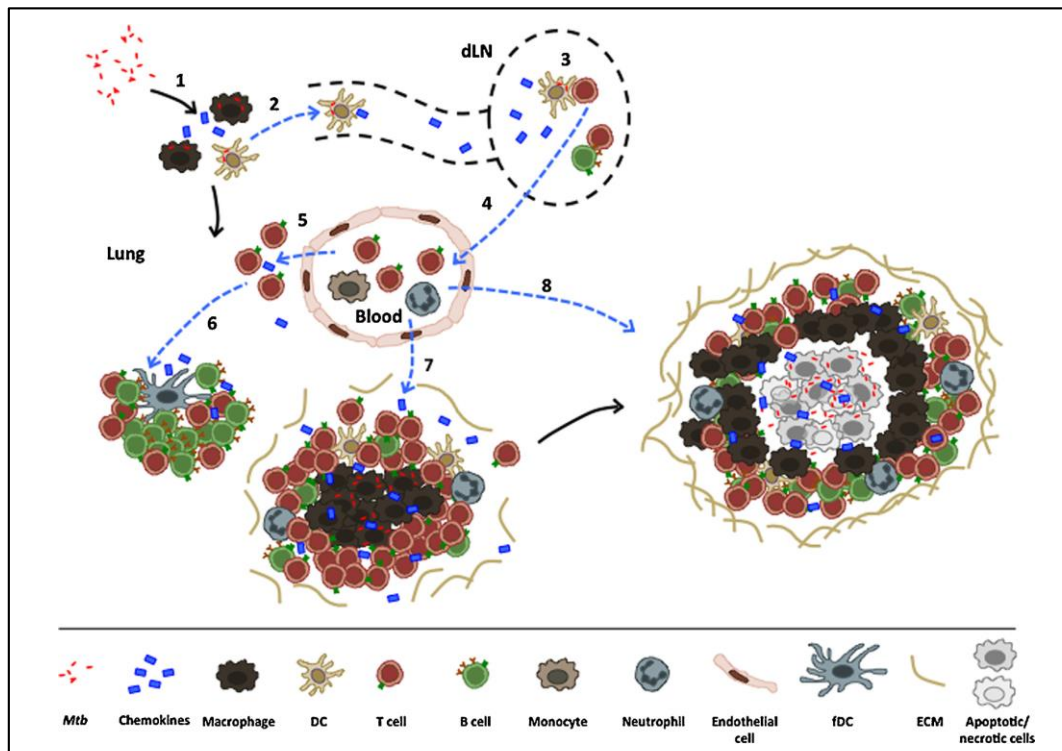 dLN
3
1
2
4
5
Lung
8
Blood
6
7
Mtb
Chemokines
Macrophage
DC
T cell
B cell
Monocyte
Neutrophil
Endothelial
cell
fDC
ECM
Apoptotic/
necrotic cells